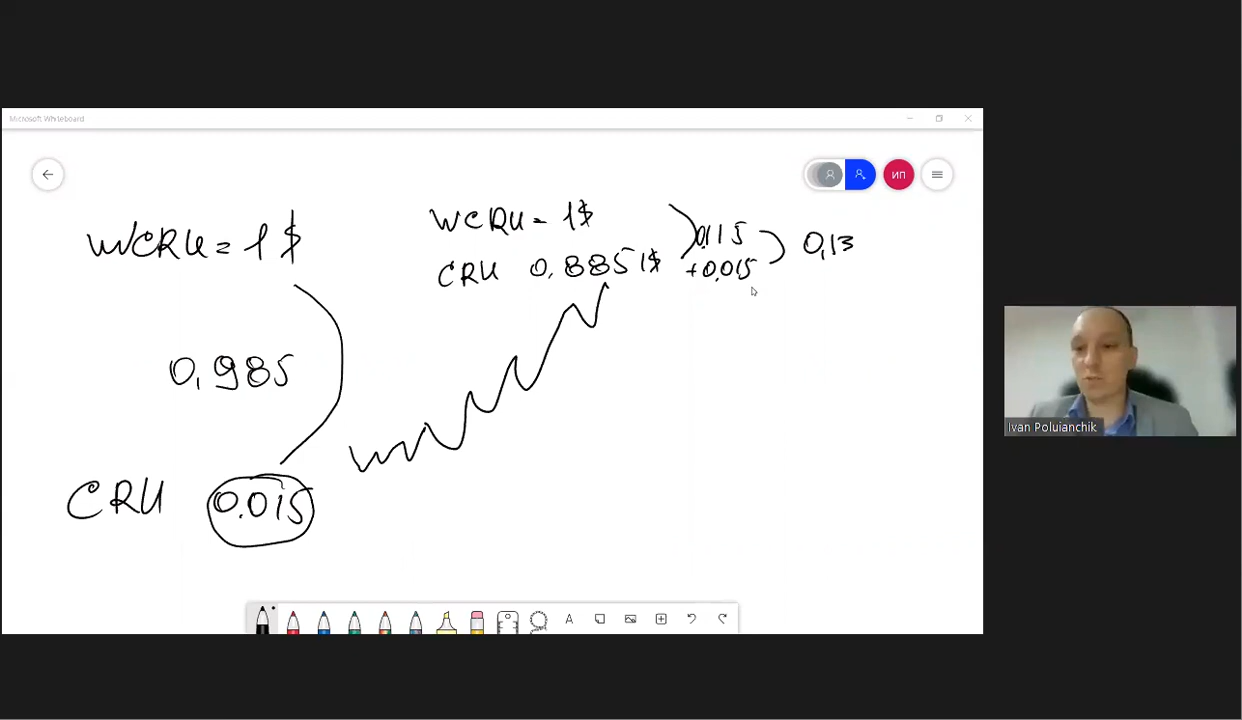 Microsoft Whiteboard
ИП
WCRU = 1$
0,985
CRU 0.015
WCRU = 1$
CRU 0,885 1$
0,115
+0,015
0,13
A
Ivan Poluianchik